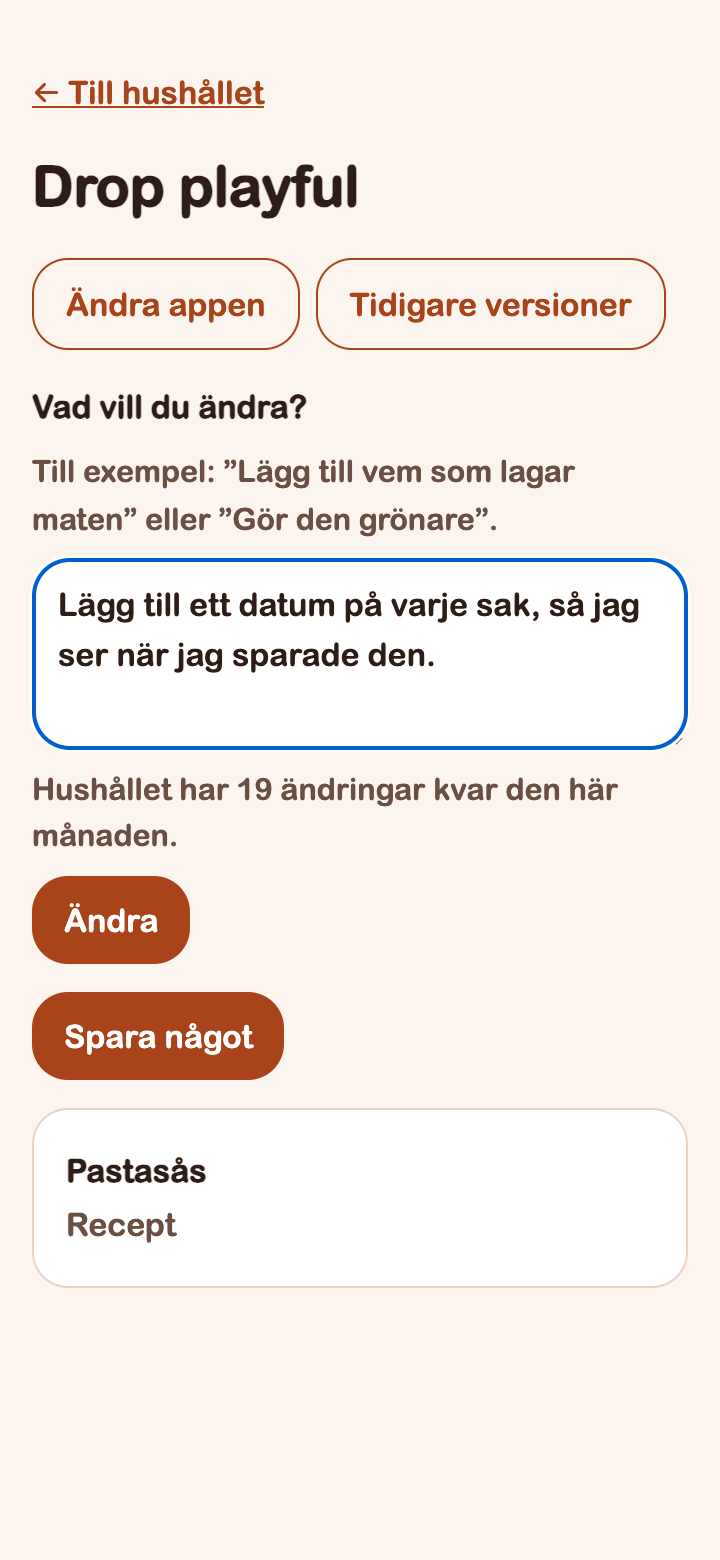 ← Till hushållet
Drop playful
Ändra appen
Tidigare versioner
Vad vill du ändra?
Till exempel: ”Lägg till vem som lagar
maten” eller ”Gör den grönare”.
Lägg till ett datum på varje sak, så jag
ser när jag sparade den.
Hushållet har 19 ändringar kvar den här
månaden.
Ändra
Spara något
Pastasås
Recept